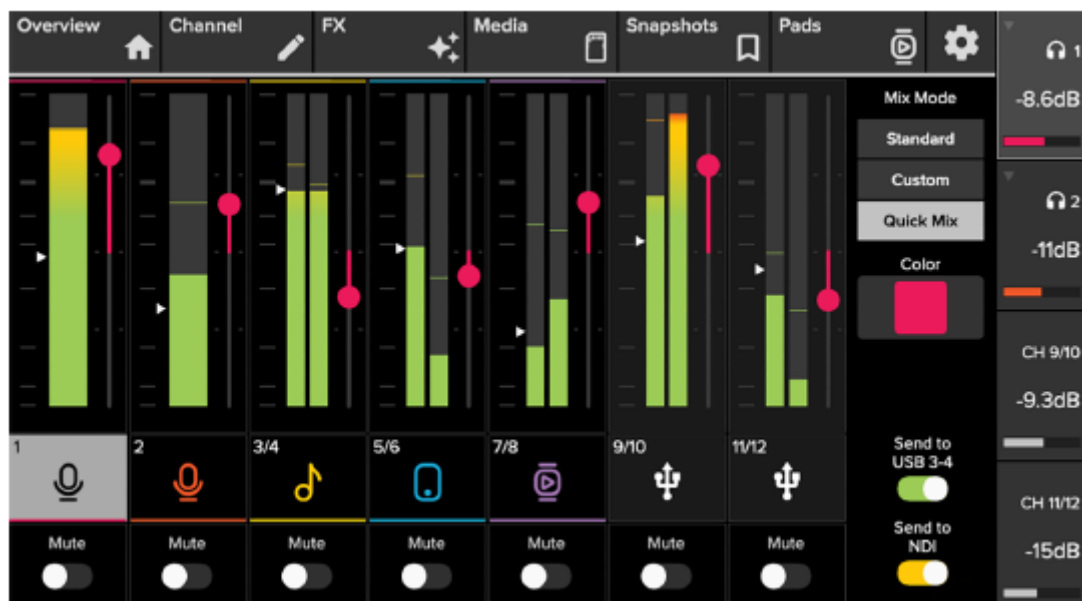 Overview
Channel
FX
Media
Snapshots
Pads
1
-8.6dB
Mix Mode
Standard
Custom
Quick Mix
2
-11dB
Color
CH 9/10
-9.3dB
1
2
3/4
5/6
7/8
9/10
11/12
Send to
USB 3-4
CH 11/12
-15dB
Send to
NDI
Mute
Mute
Mute
Mute
Mute
Mute
Mute